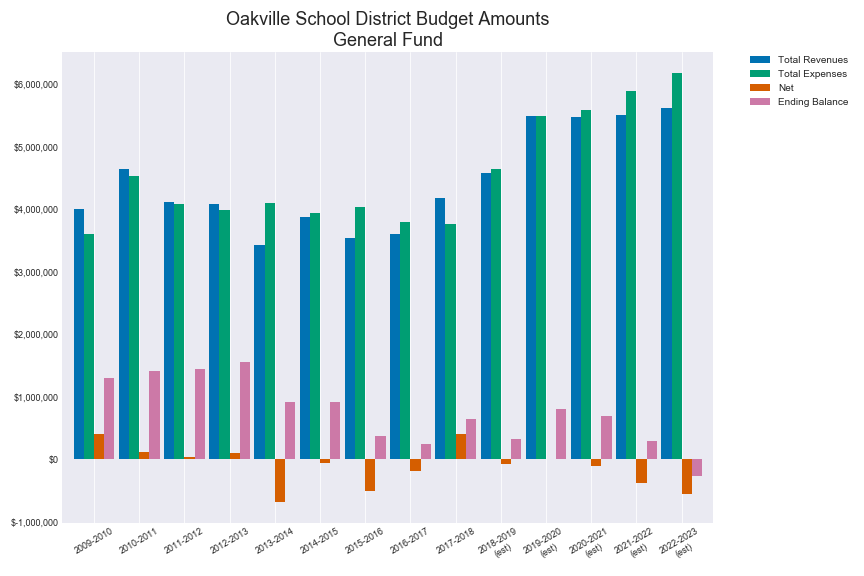 Oakville School District Budget Amounts
General Fund
Total Revenues
Total Expenses
Net
Ending Balance
$6,000,000
$5,000,000
$4,000,000
$3,000,000
$2,000,000
$1,000,000
$0
$-1,000,000
2009-2010
2010-2011
2011-2012
2012-2013
2013-2014
2014-2015
2015-2016
2016-2017
2017-2018
2018-2019
(est)
2019-2020
(est)
2020-2021
(est)
2021-2022
(est)
2022-2023
(est)